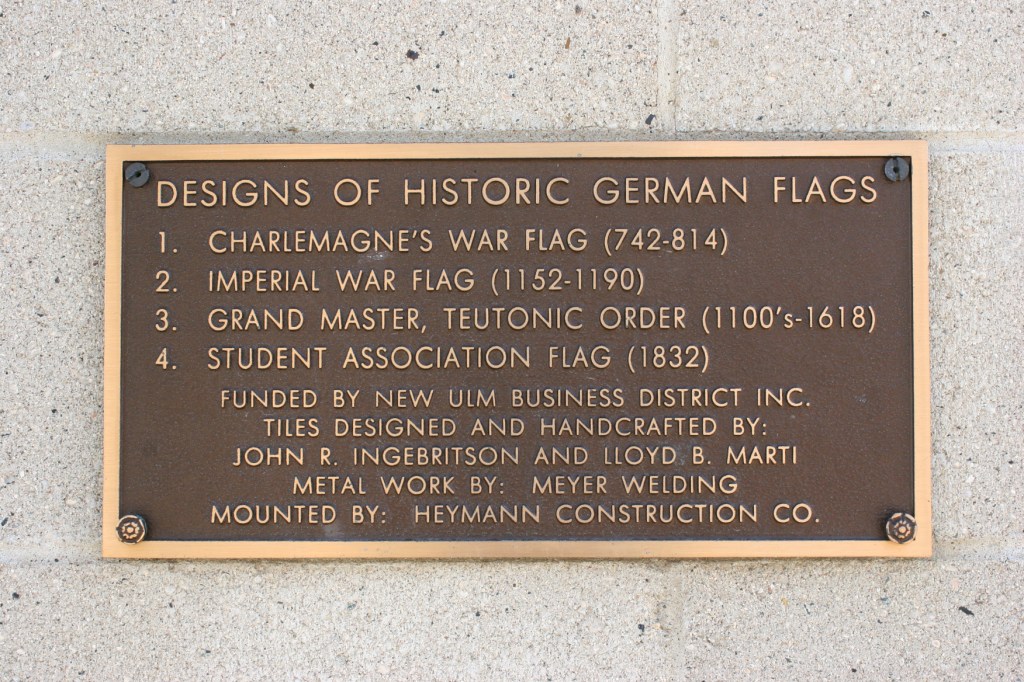 DESIGNS OF HISTORIC GERMAN FLAGS
1. CHARLEMAGNE'S WAR FLAG (742-814)
2. IMPERIAL WAR FLAG (1152-1190)
3. GRAND MASTER, TEUTONIC ORDER (1100's-1618)
4. STUDENT ASSOCIATION FLAG (1832)
FUNDED BY NEW ULM BUSINESS DISTRICT INC.
TILES DESIGNED AND HANDCRAFTED BY:
JOHN R. INGEBRITSON AND LLOYD B. MARTI
METAL WORK BY: MEYER WELDING
MOUNTED BY: HEYMANN CONSTRUCTION CO.